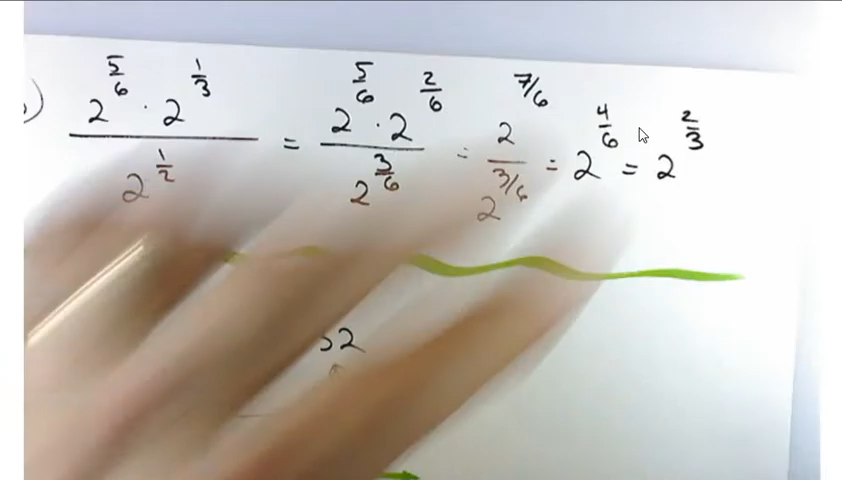 ) 2^(5/6) · 2^(1/3) / 2^(1/2) = 2^(5/6) · 2^(2/6) / 2^(3/6) = 2^(7/6) / 2^(3/6) = 2^(4/6) = 2^(2/3)
2